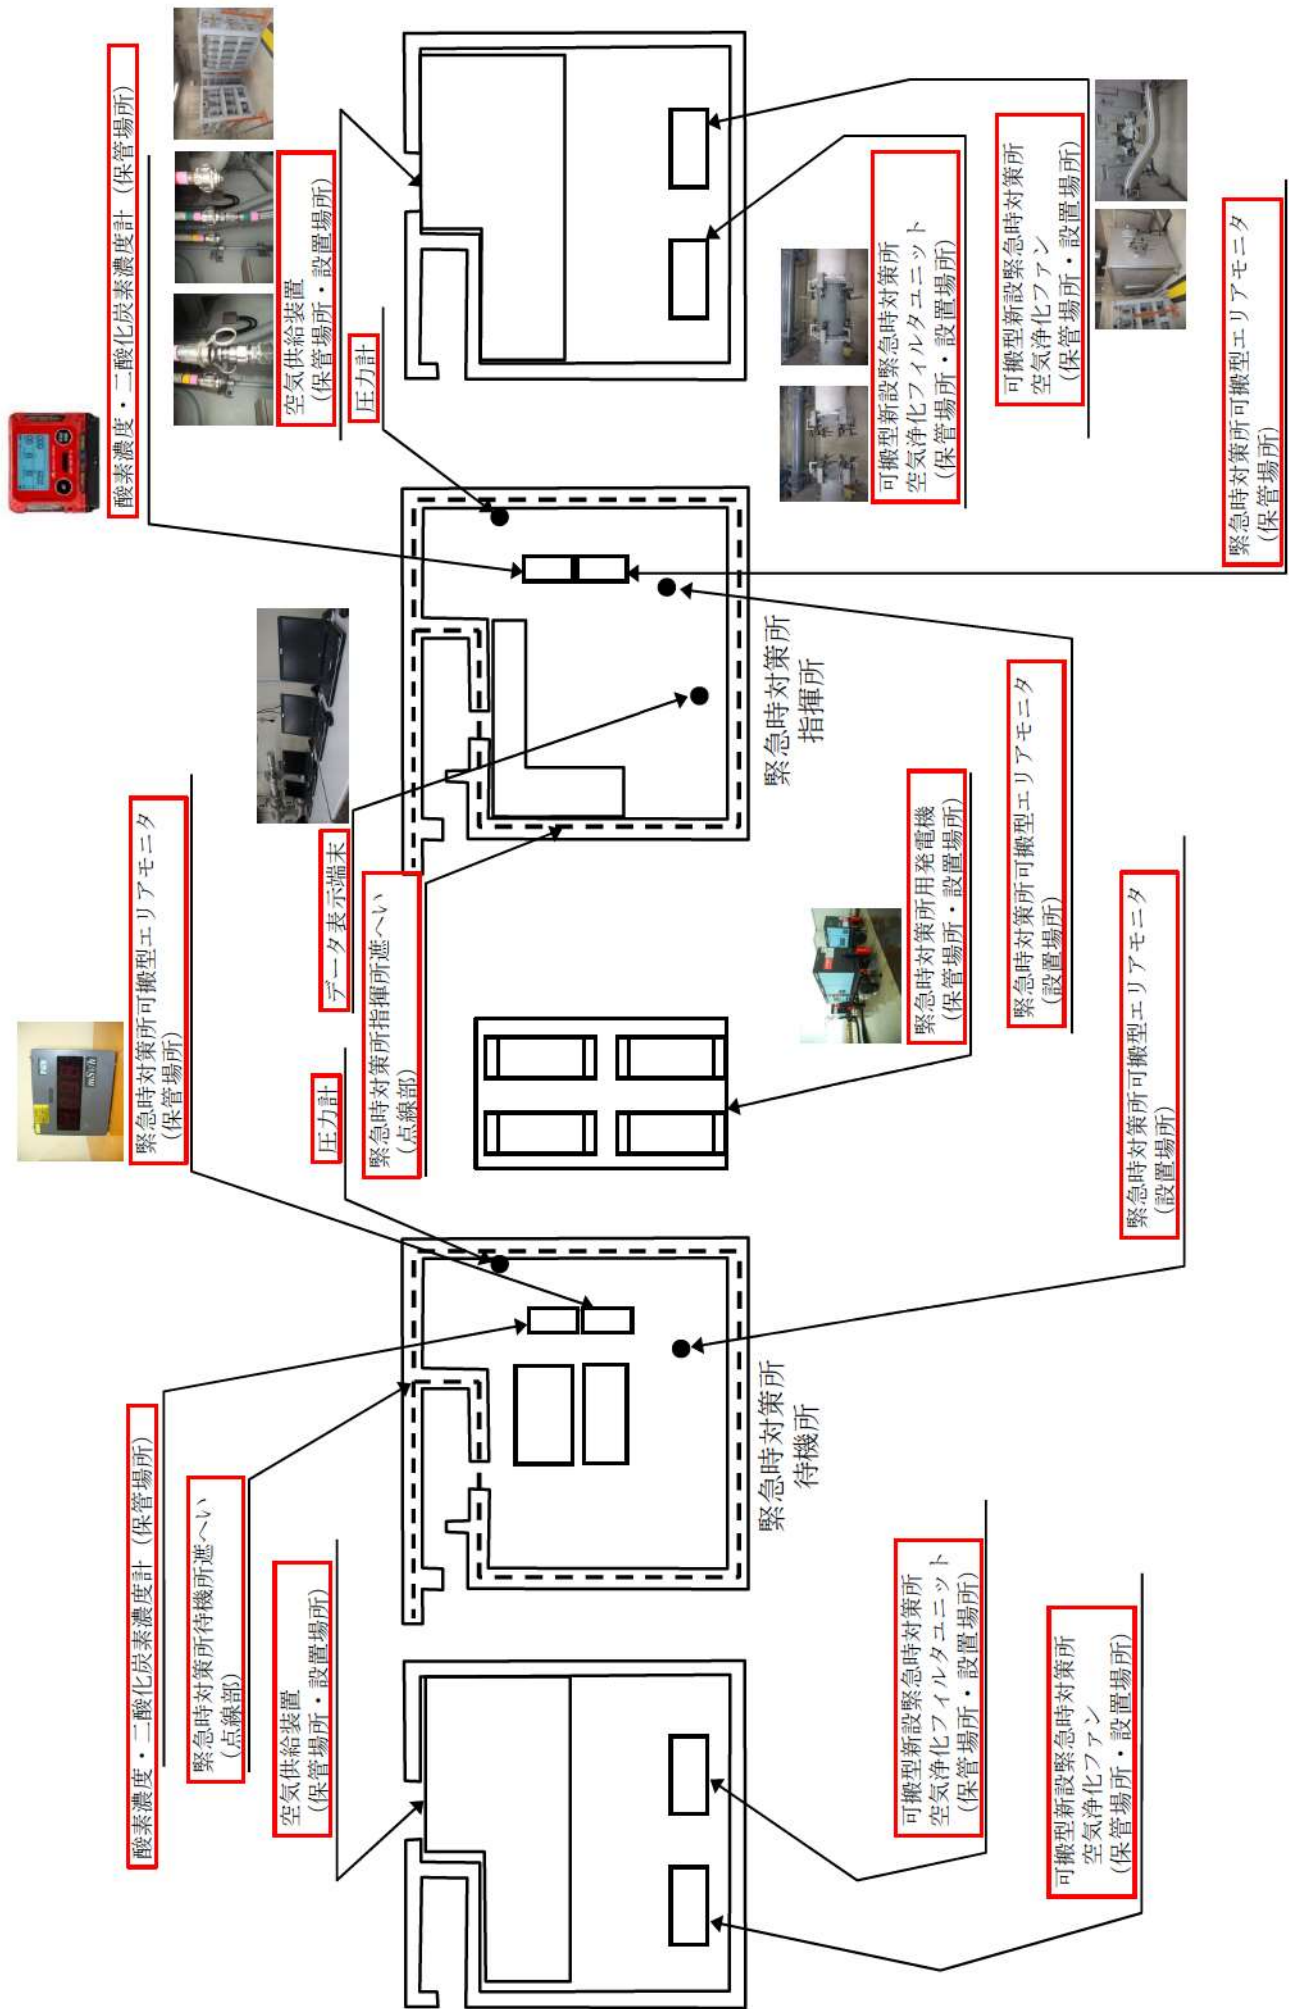 酸素濃度・二酸化炭素濃度計（保管場所）
緊急時対策所待機所遮へい
（点線部）
空気供給装置
（保管場所・設置場所）
緊急時対策所可搬型エリアモニタ
（保管場所）
圧力計
緊急時対策所指揮所遮へい
（点線部）
データ表示端末
酸素濃度・二酸化炭素濃度計（保管場所）
空気供給装置
（保管場所・設置場所）
圧力計
緊急時対策所
待機所
緊急時対策所
指揮所
可搬型新設緊急時対策所
空気浄化フィルタユニット
（保管場所・設置場所）
可搬型新設緊急時対策所
空気浄化ファン
（保管場所・設置場所）
緊急時対策所可搬型エリアモニタ
（設置場所）
緊急時対策所用発電機
（保管場所・設置場所）
緊急時対策所可搬型エリアモニタ
（設置場所）
可搬型新設緊急時対策所
空気浄化フィルタユニット
（保管場所・設置場所）
可搬型新設緊急時対策所
空気浄化ファン
（保管場所・設置場所）
緊急時対策所可搬型エリアモニタ
（保管場所）
mSv/h